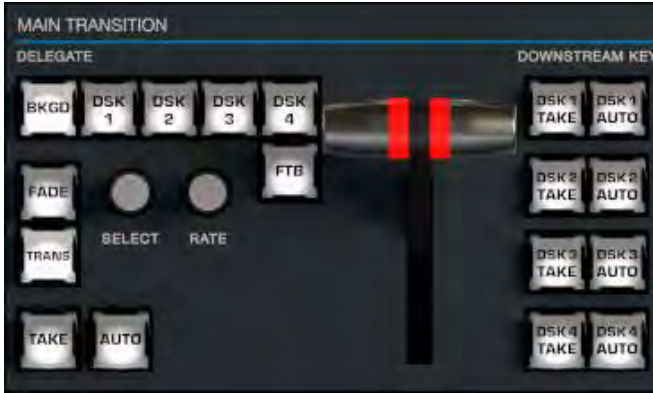 MAIN TRANSITION
DELEGATE
DOWNSTREAM KEY
BKGD
DSK 1
DSK 2
DSK 3
DSK 4
FTB
FADE
TRANS
SELECT
RATE
TAKE
AUTO
DSK 1 TAKE
DSK 1 AUTO
DSK 2 TAKE
DSK 2 AUTO
DSK 3 TAKE
DSK 3 AUTO
DSK 4 TAKE
DSK 4 AUTO